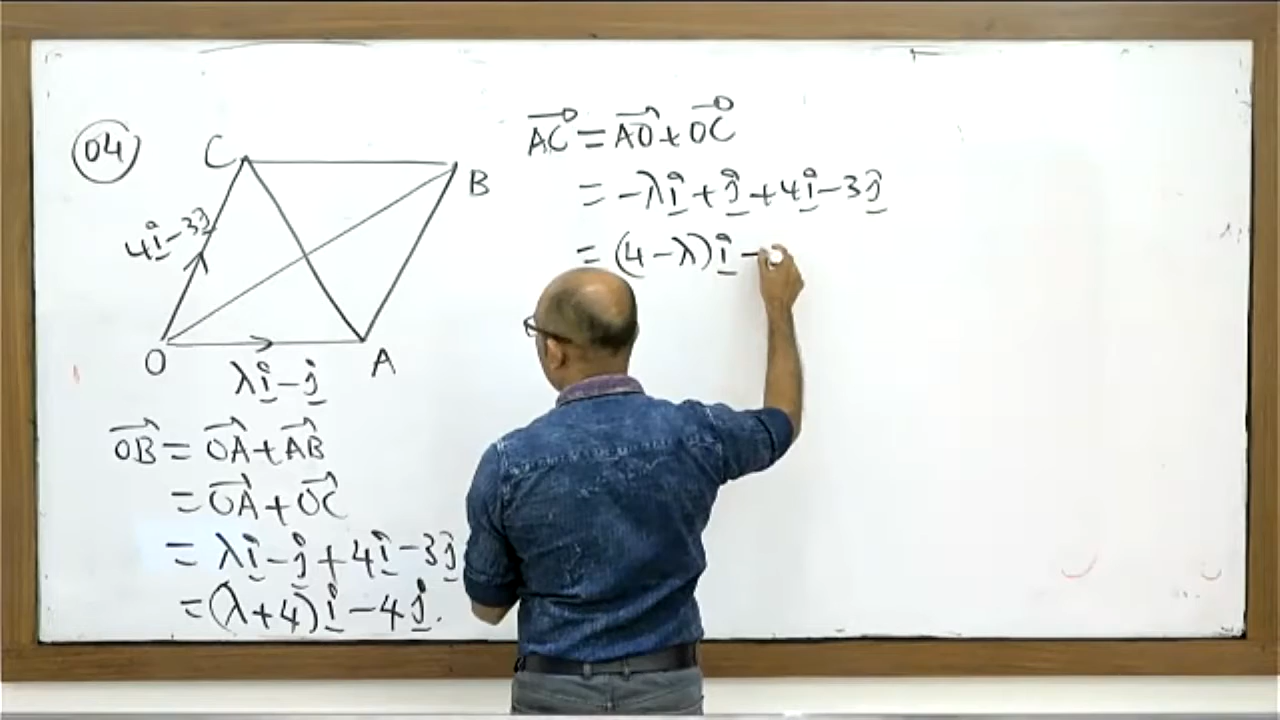 04
C
B
4i-3j
O
A
λi-j
OB = OA+AB
= OA+OC
= λi-j+4i-3j
=(λ+4)i-4j.
AC = AO+OC
= -λi+j+4i-3j
= (4-λ)i -